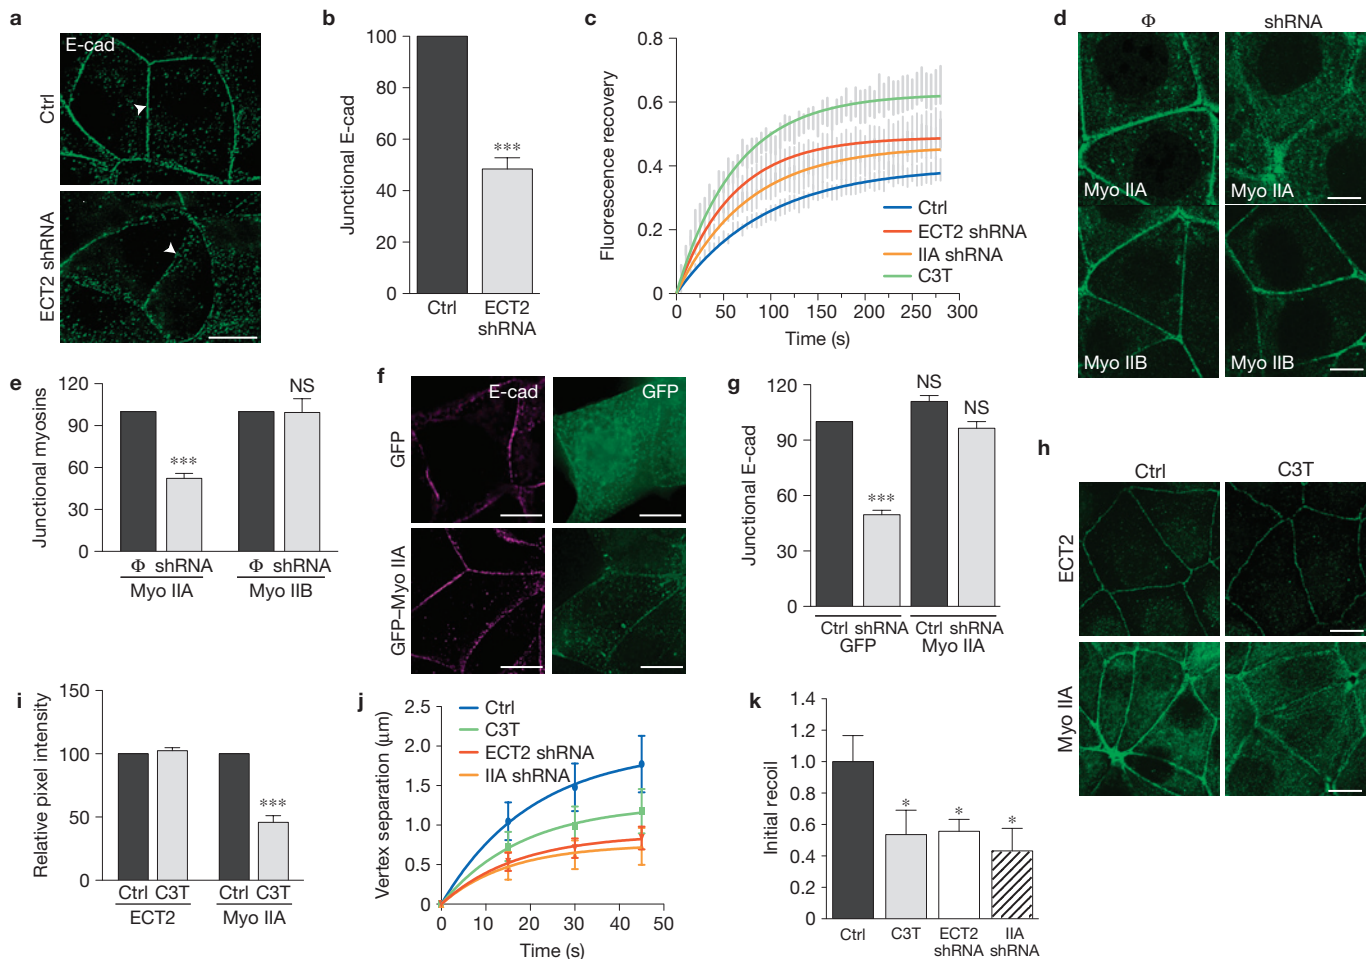 a
E-cad
Ctrl
ECT2 shRNA
b
Junctional E-cad
100
80
60
40
20
0
***
Ctrl
ECT2
shRNA
c
Fluorescence recovery
0.8
0.6
0.4
0.2
0
Ctrl
ECT2 shRNA
IIA shRNA
C3T
0 50 100 150 200 250 300
Time (s)
d
Φ
shRNA
Myo IIA
Myo IIA
Myo IIB
Myo IIB
e
Junctional myosins
120
90
60
30
0
***
NS
Φ shRNA
Φ shRNA
Myo IIA
Myo IIB
f
E-cad
GFP
GFP
GFP–Myo IIA
g
Junctional E-cad
120
90
60
30
0
***
NS
NS
Ctrl shRNA
Ctrl shRNA
GFP
Myo IIA
h
Ctrl
C3T
ECT2
Myo IIA
i
Relative pixel intensity
150
100
50
0
***
Ctrl C3T
Ctrl C3T
ECT2
Myo IIA
j
Vertex separation (µm)
2.5
2.0
1.5
1.0
0.5
0
Ctrl
C3T
ECT2 shRNA
IIA shRNA
0 10 20 30 40 50
Time (s)
k
Initial recoil
1.4
1.2
1.0
0.8
0.6
0.4
0.2
0
*
*
*
Ctrl
C3T
ECT2
shRNA
IIA
shRNA